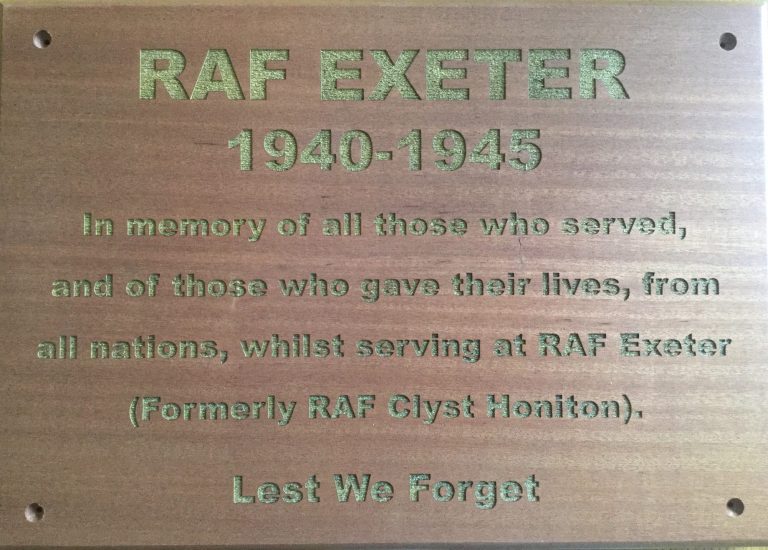 RAF EXETER
1940-1945
In memory of all those who served,
and of those who gave their lives, from
all nations, whilst serving at RAF Exeter
(Formerly RAF Clyst Honiton).
Lest We Forget